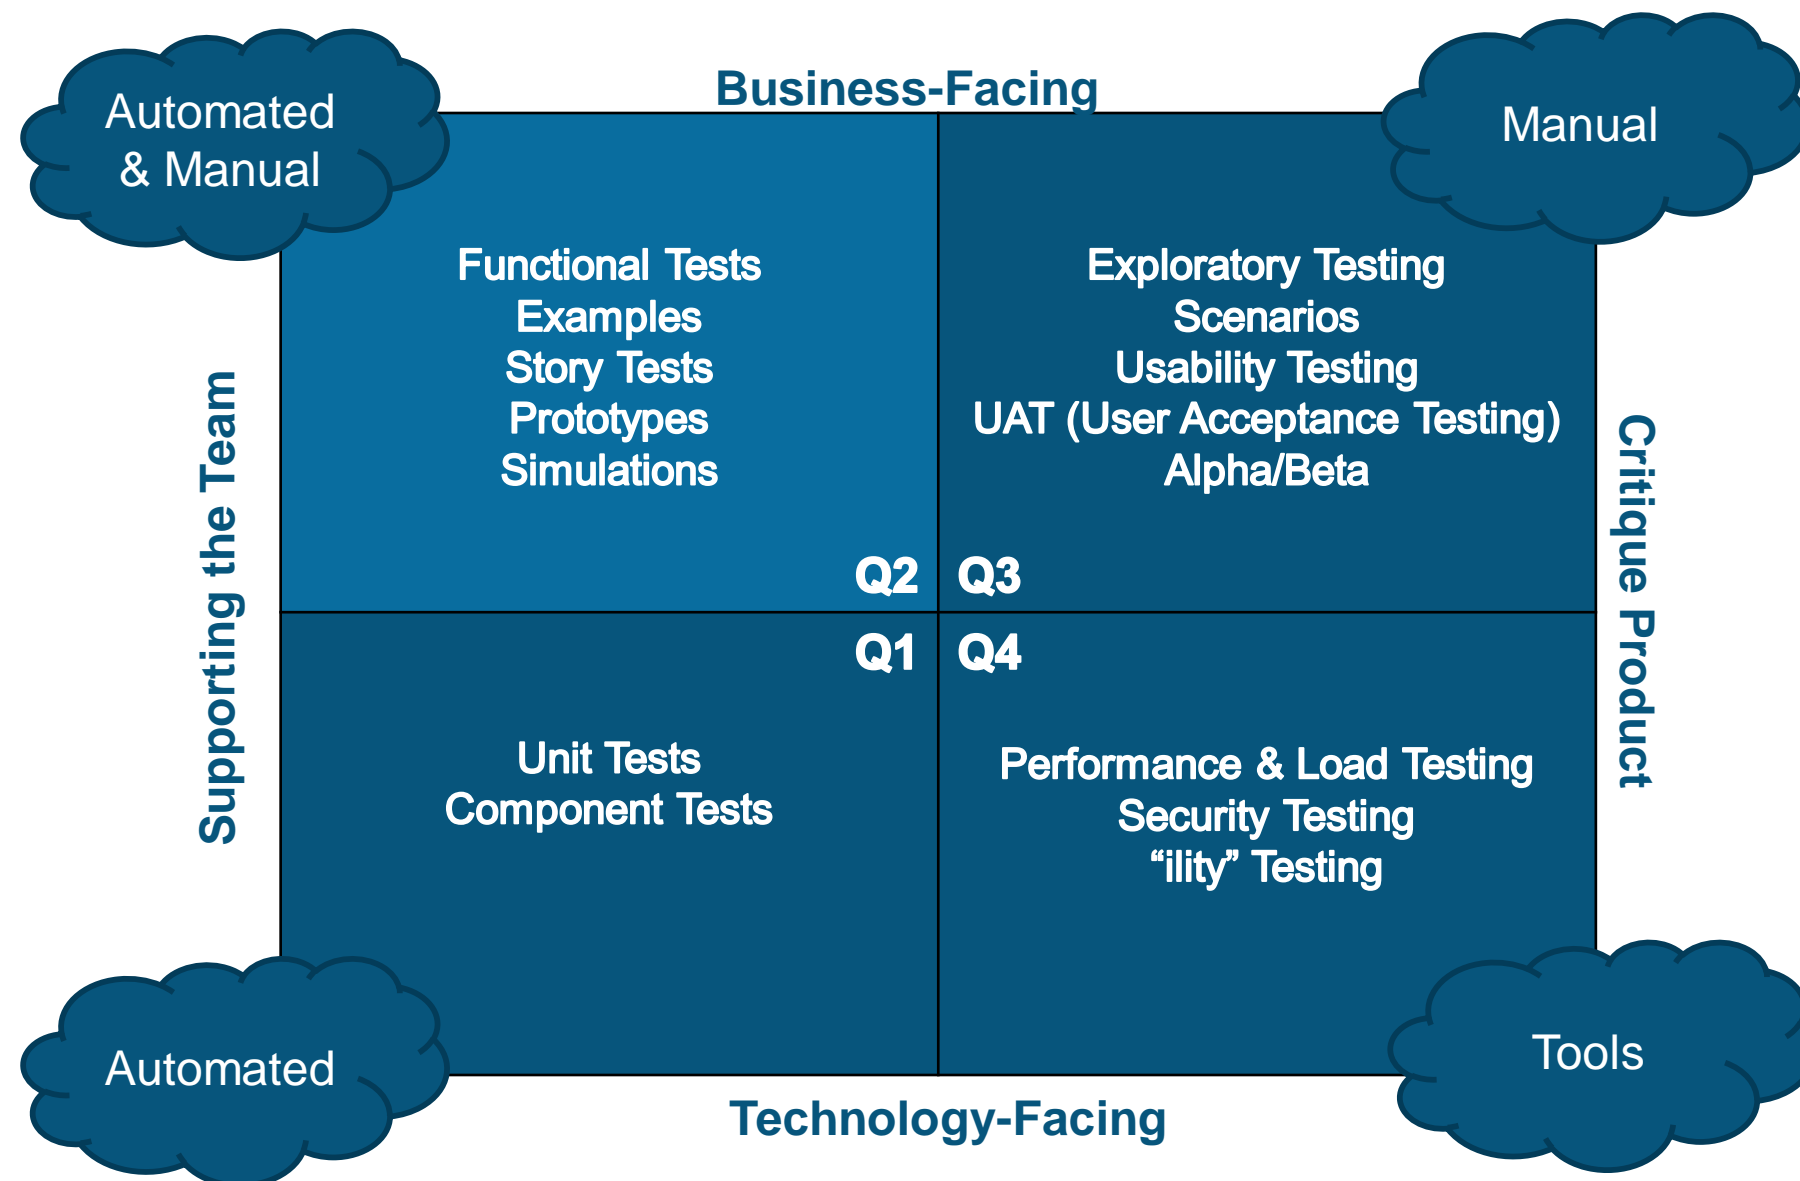 Business-Facing
Automated
& Manual
Manual
Functional Tests
Examples
Story Tests
Prototypes
Simulations
Q2
Exploratory Testing
Scenarios
Usability Testing
UAT (User Acceptance Testing)
Alpha/Beta
Q3
Supporting the Team
Critique Product
Q1
Unit Tests
Component Tests
Q4
Performance & Load Testing
Security Testing
“ility” Testing
Automated
Tools
Technology-Facing